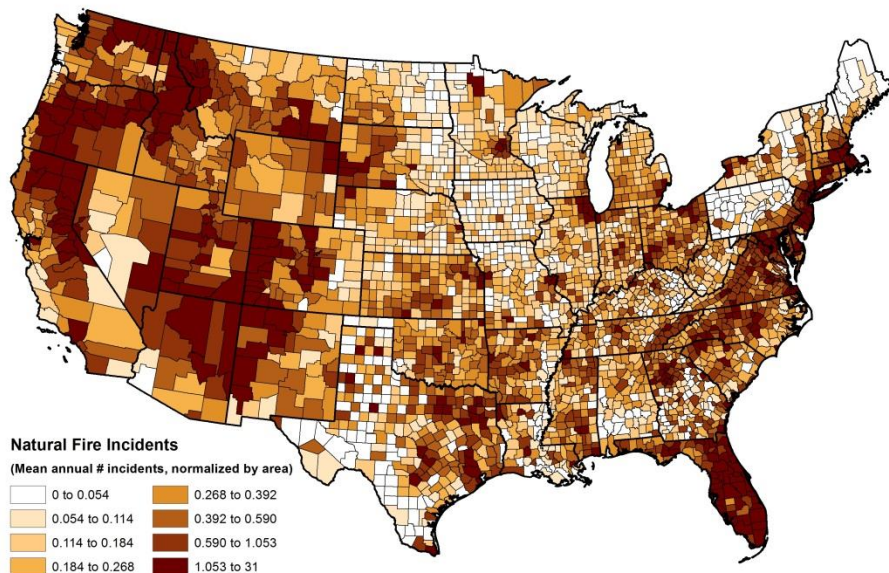 Natural Fire Incidents
(Mean annual # incidents, normalized by area)
0 to 0.054
0.054 to 0.114
0.114 to 0.184
0.184 to 0.268
0.268 to 0.392
0.392 to 0.590
0.590 to 1.053
1.053 to 31